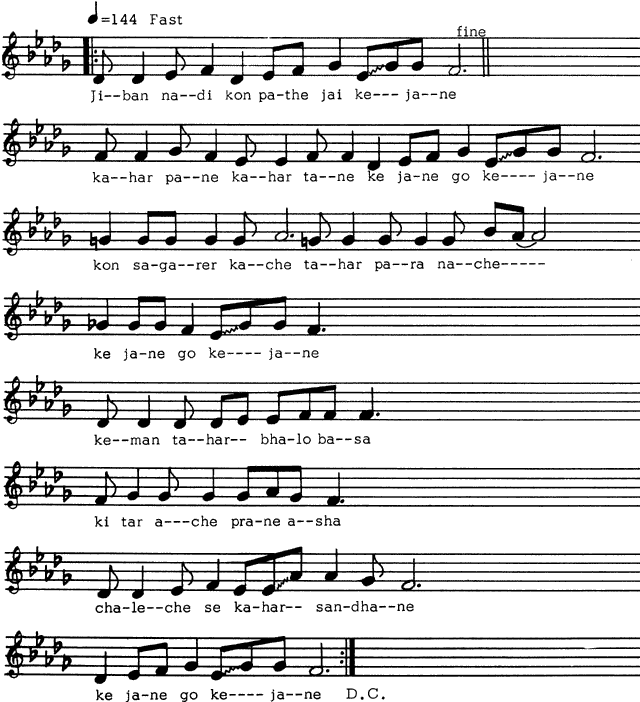 =144 Fast
fine
Ji--ban na--di kon pa-the jai ke--- ja--ne
ka--har pa--ne ka--har ta--ne ke ja-ne go ke---- ja--ne
kon sa-ga--rer ka--che ta--har pa--ra na--che-----
ke ja-ne go ke---- ja--ne
ke--man ta--har-- bha-lo ba--sa
ki tar a---che pra-ne a--sha
cha-le--che se ka-har-- san-dha--ne
ke ja-ne go ke---- ja--ne D.C.